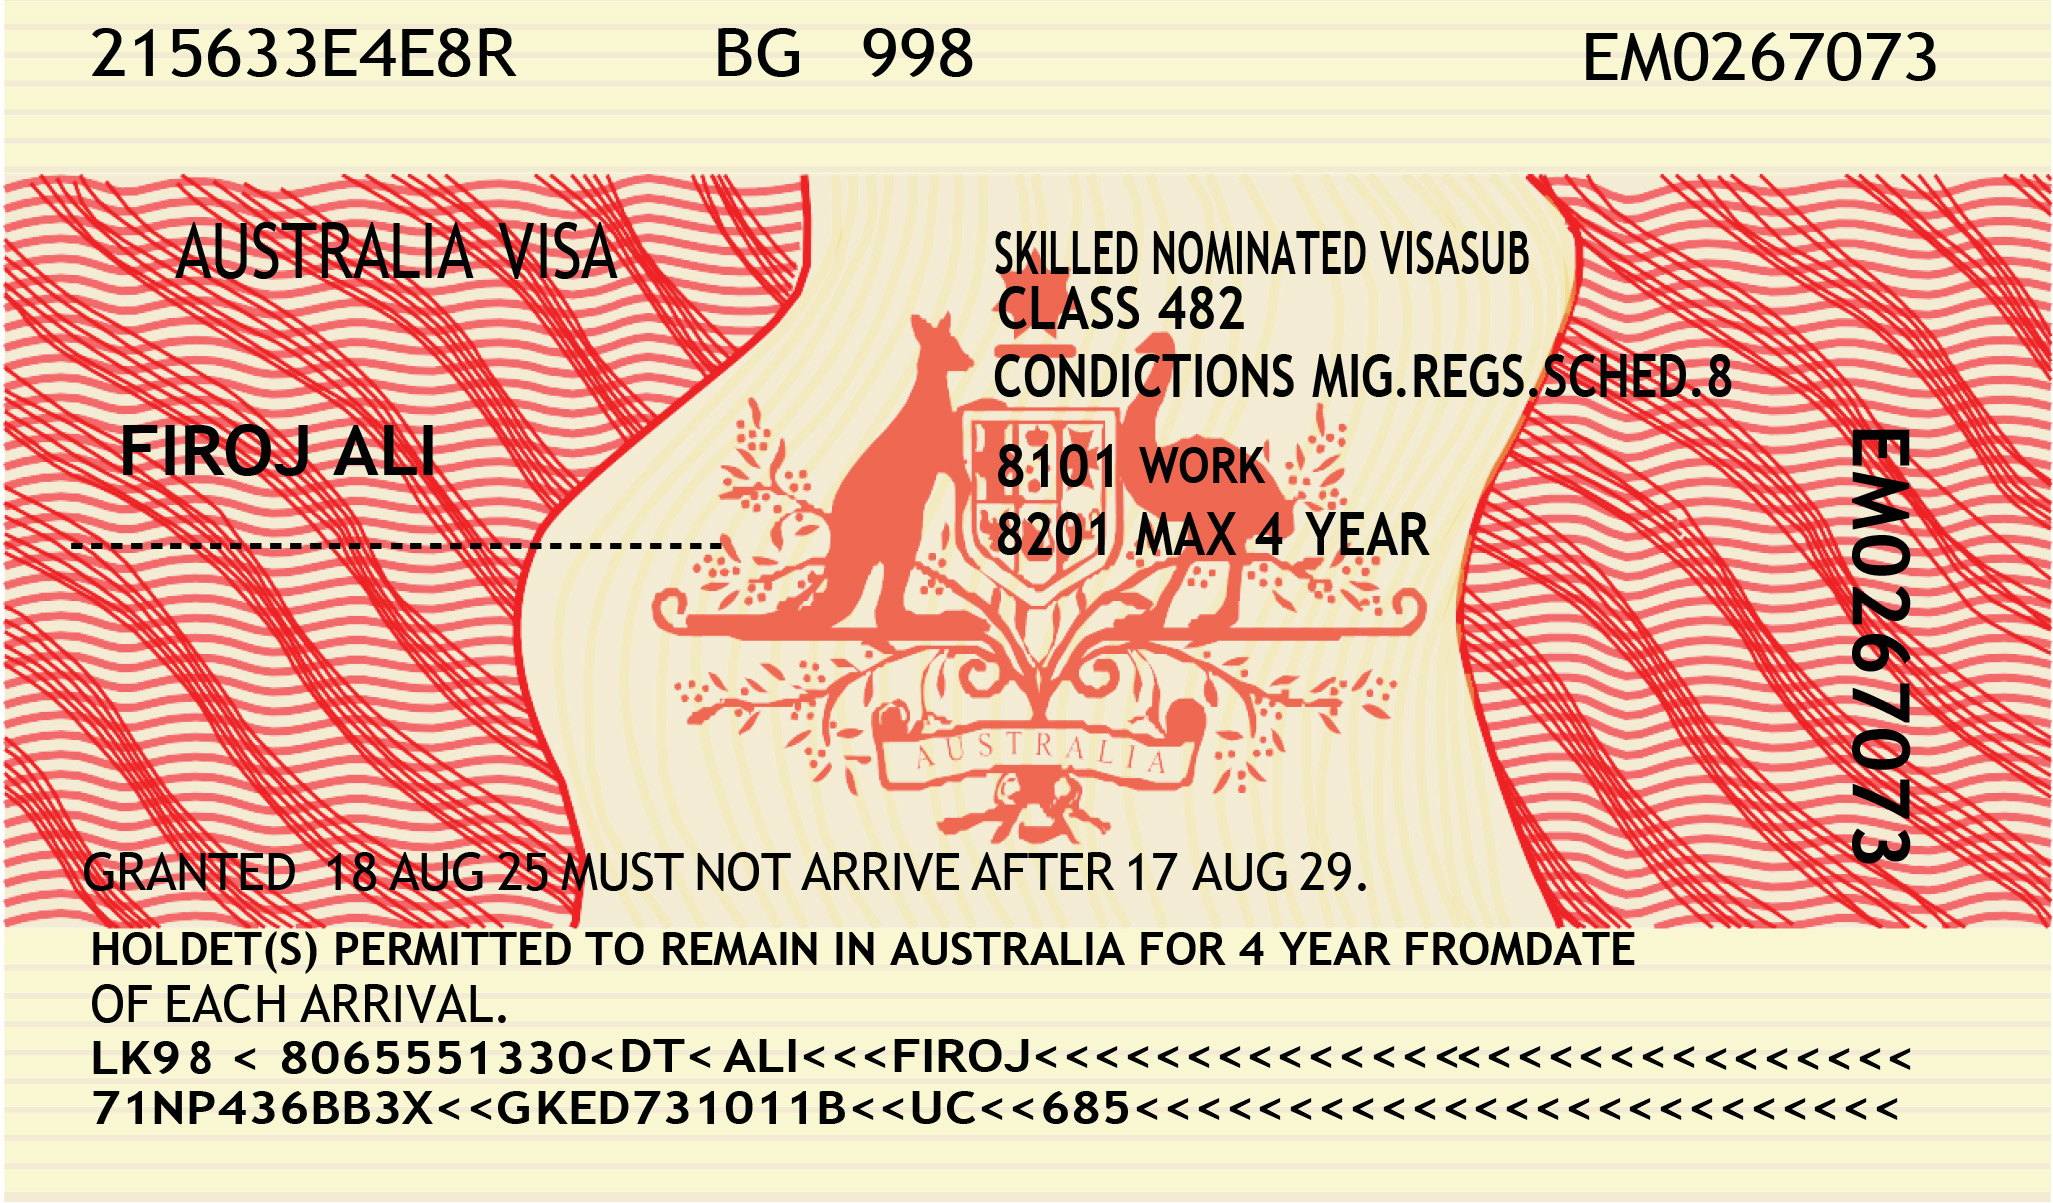 215633E4E8R BG 998 EM0267073
AUSTRALIA VISA
SKILLED NOMINATED VISASUB
CLASS 482
CONDICTIONS MIG.REGS.SCHED.8
FIROJ ALI
8101 WORK
8201 MAX 4 YEAR
---------------------------------
EM0267073
AUSTRALIA
GRANTED 18 AUG 25 MUST NOT ARRIVE AFTER 17 AUG 29.
HOLDET(S) PERMITTED TO REMAIN IN AUSTRALIA FOR 4 YEAR FROMDATE
OF EACH ARRIVAL.
LK98 < 8065551330<DT< ALI<<<FIROJ<<<<<<<<<<<<<<<<<<<<<<<<<<<<<
71NP436BB3X<<GKED731011B<<UC<<685<<<<<<<<<<<<<<<<<<<<<<<<<